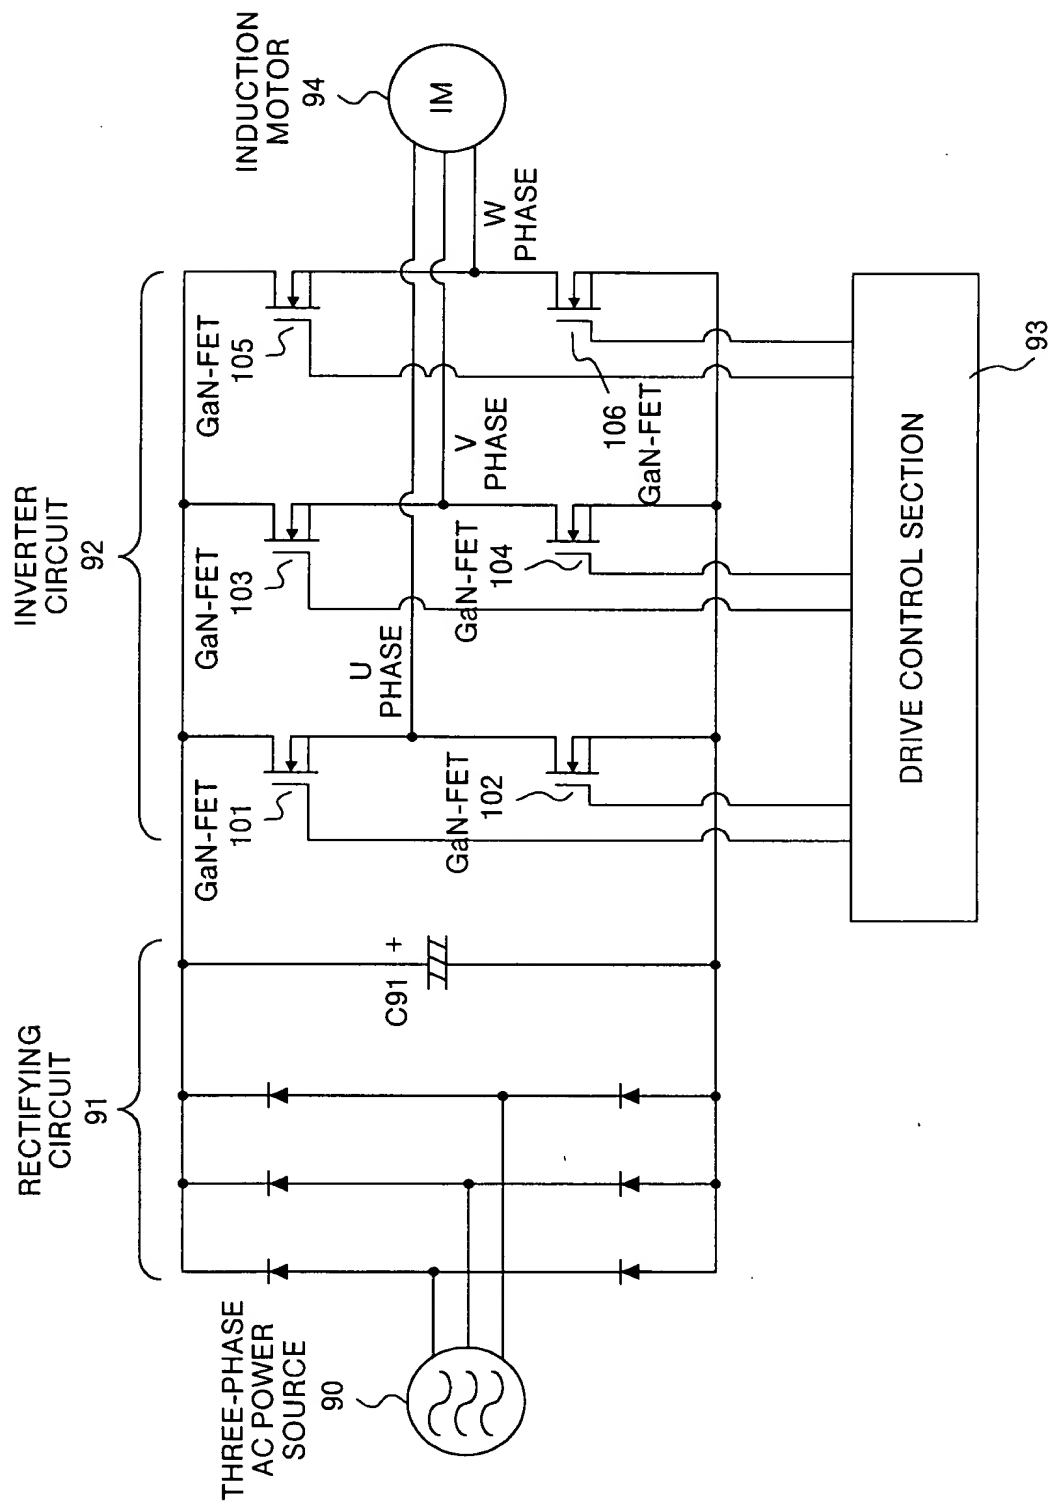 THREE-PHASE
AC POWER
SOURCE
90
RECTIFYING
CIRCUIT
91
C91
+
INVERTER
CIRCUIT
92
GaN-FET
101
GaN-FET
102
U
PHASE
GaN-FET
103
GaN-FET
104
V
PHASE
GaN-FET
105
106
GaN-FET
W
PHASE
INDUCTION
MOTOR
94
IM
DRIVE CONTROL SECTION
93